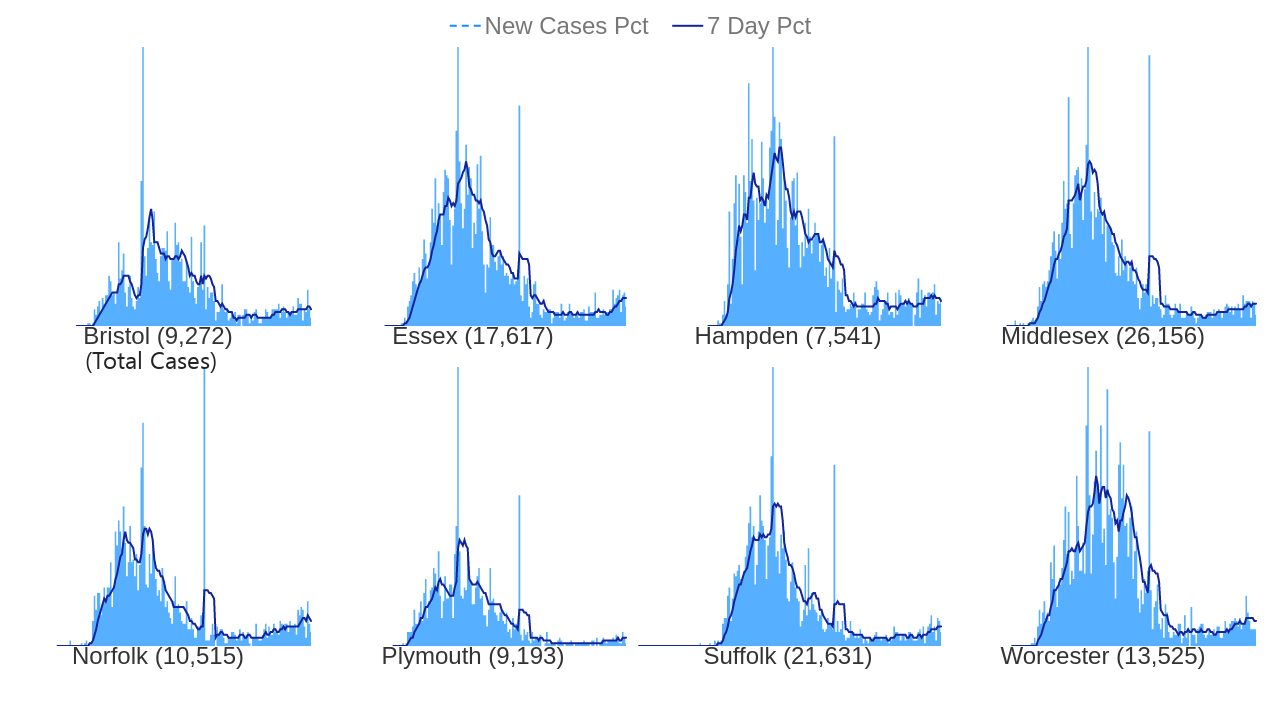 New Cases Pct 7 Day Pct
Bristol (9,272) Essex (17,617) Hampden (7,541) Middlesex (26,156)
(Total Cases)
Norfolk (10,515) Plymouth (9,193) Suffolk (21,631) Worcester (13,525)